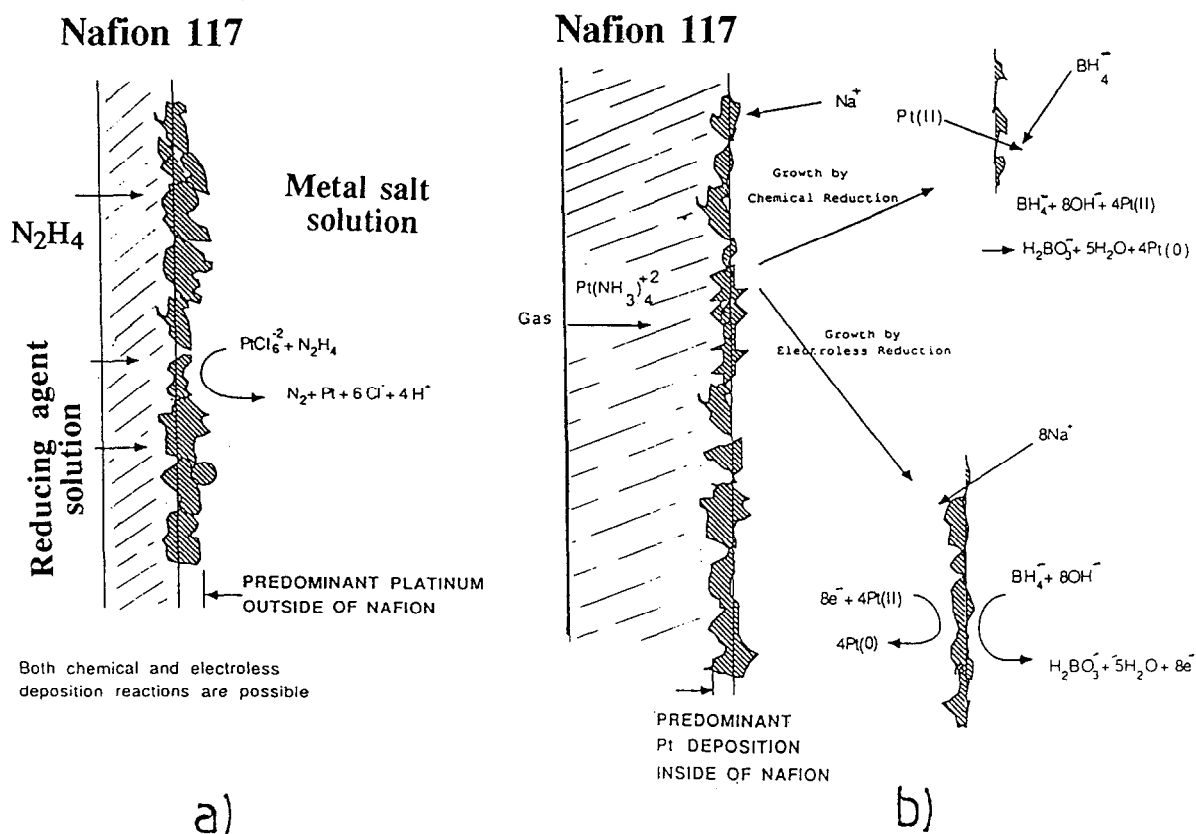 Nafion 117
N₂H₄
Reducing agent
solution
Metal salt
solution
PtCl₆⁻² + N₂H₄
N₂ + Pt + 6 Cl⁻ + 4 H⁺
PREDOMINANT PLATINUM
OUTSIDE OF NAFION
Both chemical and electroless
deposition reactions are possible
a)
Nafion 117
Na⁺
Pt(NH₃)₄⁺²
Gas
Growth by
Chemical Reduction
Growth by
Electroless Reduction
BH₄⁻
Pt(II)
BH₄⁻ + 8OH⁻ + 4Pt(II)
→ H₂BO₃⁻ + 5H₂O + 4Pt(0)
8Na⁺
8e⁻ + 4Pt(II)
4Pt(0)
BH₄⁻ + 8OH⁻
H₂BO₃⁻ + 5H₂O + 8e⁻
PREDOMINANT
Pt DEPOSITION
INSIDE OF NAFION
b)